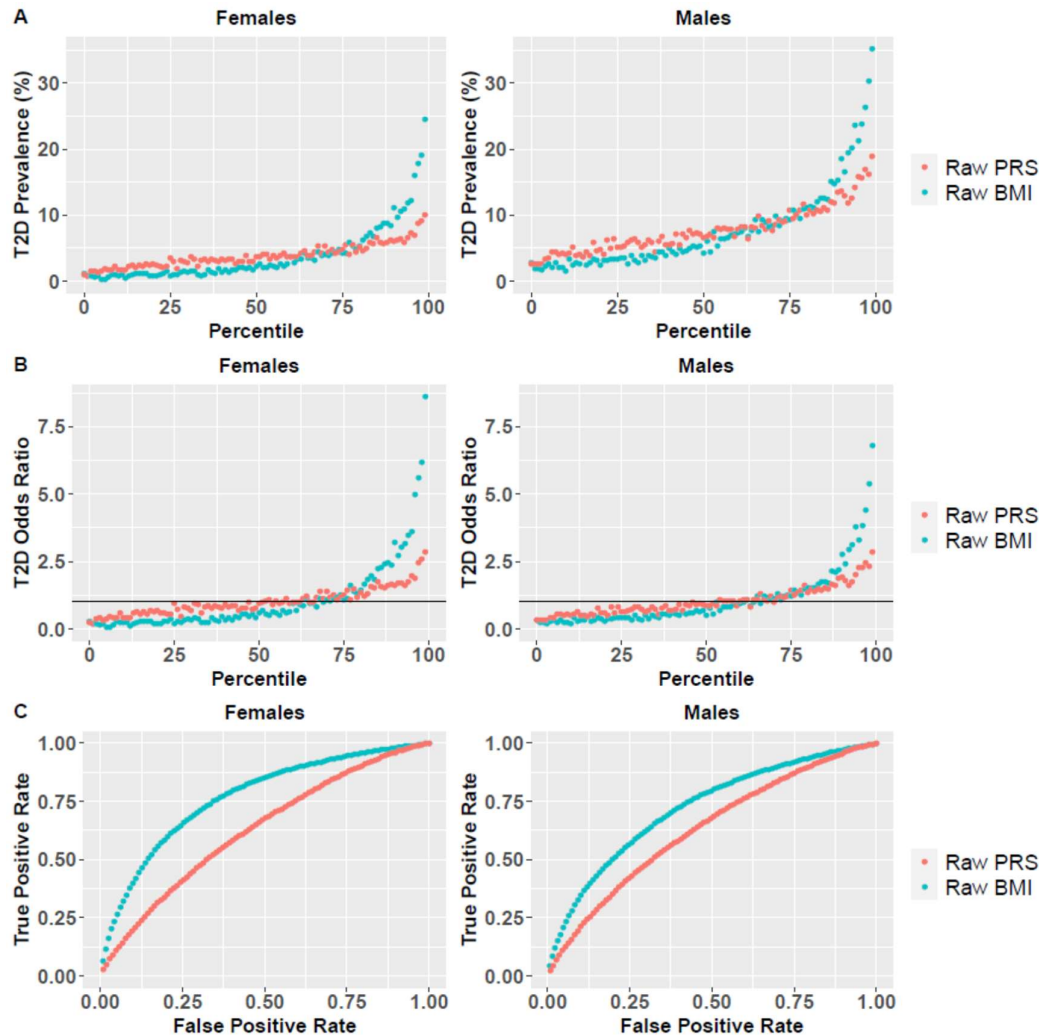 A
Females
Males
T2D Prevalence (%)
30
20
10
0
0
25
50
75
100
Percentile
30
20
10
0
0
25
50
75
100
Percentile
T2D Prevalence (%)
Raw PRS
Raw BMI
B
Females
Males
T2D Odds Ratio
7.5
5.0
2.5
0.0
0
25
50
75
100
Percentile
T2D Odds Ratio
7.5
5.0
2.5
0.0
0
25
50
75
100
Percentile
Raw PRS
Raw BMI
C
Females
Males
True Positive Rate
1.00
0.75
0.50
0.25
0.00
0.00
0.25
0.50
0.75
1.00
False Positive Rate
True Positive Rate
1.00
0.75
0.50
0.25
0.00
0.00
0.25
0.50
0.75
1.00
False Positive Rate
Raw PRS
Raw BMI